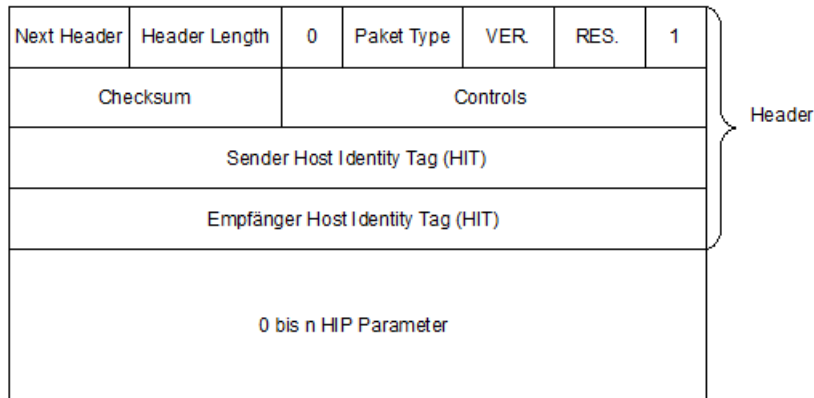 Next Header Header Length 0 Paket Type VER. RES. 1
Checksum Controls
Header
Sender Host Identity Tag (HIT)
Empfänger Host Identity Tag (HIT)
0 bis n HIP Parameter